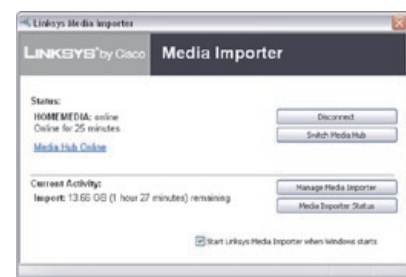 Linksys Media Importer
LINKSYS® by Cisco
Media Importer
Status:
HOMEMEDIA: online
Online for 25 minutes
Media Hub Online
Disconnect
Switch Media Hub
Current Activity:
Import: 13.66 GB (1 hour 27 minutes) remaining
Manage Media Importer
Media Importer Status
Start Linksys Media Importer when Windows starts